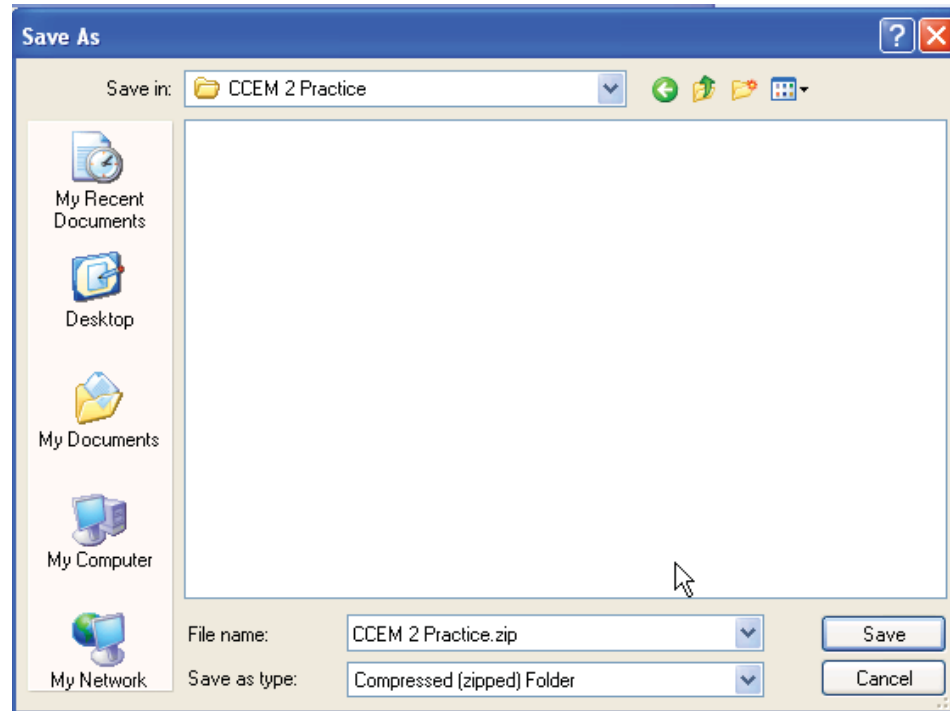 Save As
Save in: CCEM 2 Practice
My Recent
Documents
Desktop
My Documents
My Computer
My Network
File name: CCEM 2 Practice.zip Save
Save as type: Compressed (zipped) Folder Cancel